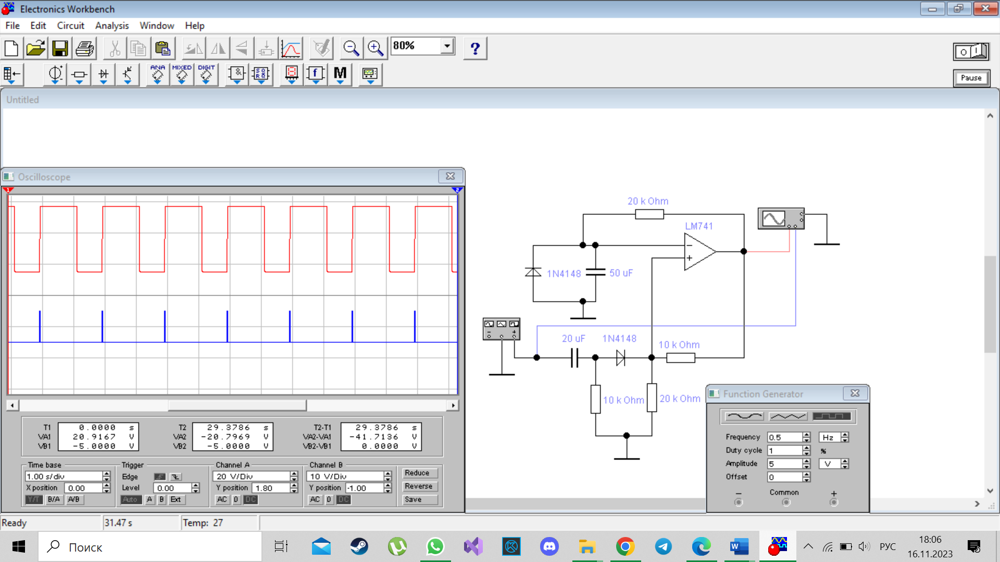 Electronics Workbench
File Edit Circuit Analysis Window Help
80%
?
ANA MIXED DIGIT
f M
Pause
Untitled
Oscilloscope
1 2
T1 0.0000 s
VA1 20.9167 V
VB1 -5.0000 V
T2 29.3786 s
VA2 -20.7969 V
VB2 -5.0000 V
T2-T1 29.3786 s
VA2-VA1 -41.7136 V
VB2-VB1 0.0000 V
Time base
1.00 s/div
X position 0.00
Y/T B/A A/B
Trigger
Edge
Level 0.00
Auto A B Ext
Channel A
20 V/Div
Y position 1.80
AC 0 DC
Channel B
10 V/Div
Y position -1.00
AC 0 DC
Reduce
Reverse
Save
20 k Ohm
LM741
1N4148
50 uF
20 uF
1N4148
10 k Ohm
10 k Ohm
20 k Ohm
Function Generator
Frequency 0.5 Hz
Duty cycle 1 %
Amplitude 5 V
Offset 0
− Common +
Ready 31.47 s Temp: 27
Поиск
РУС
18:06
16.11.2023